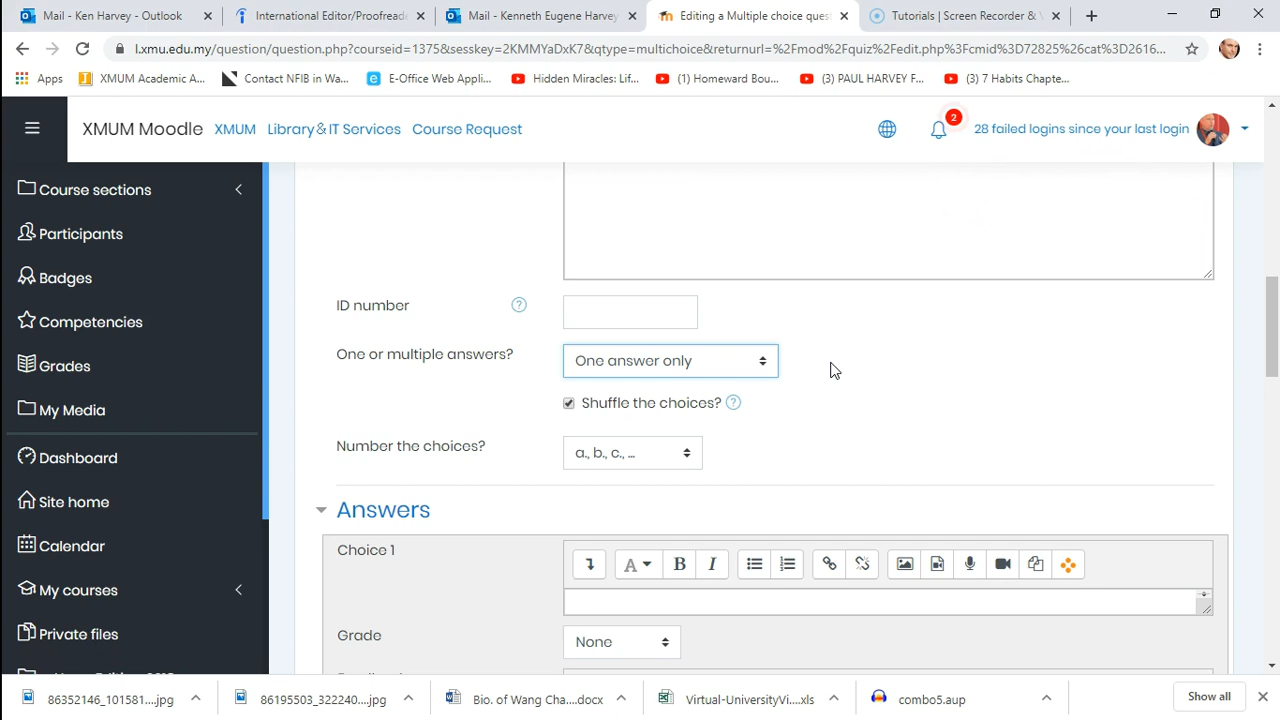 Mail - Ken Harvey - Outlook
International Editor/Proofreade
Mail - Kenneth Eugene Harvey
Editing a Multiple choice ques
Tutorials | Screen Recorder & V
l.xmu.edu.my/question/question.php?courseid=1375&sesskey=2KMMYaDxK7&qtype=multichoice&returnurl=%2Fmod%2Fquiz%2Fedit.php%3Fcmid%3D72825%26cat%3D2616...
Apps
XMUM Academic A...
Contact NFIB in Wa...
E-Office Web Appli...
Hidden Miracles: Lif...
(1) Homeward Bou...
(3) PAUL HARVEY F...
(3) 7 Habits Chapte...
XMUM Moodle
XMUM
Library&IT Services
Course Request
2
28 failed logins since your last login
Course sections
Participants
Badges
Competencies
Grades
My Media
Dashboard
Site home
Calendar
My courses
Private files
ID number
One or multiple answers?
One answer only
Shuffle the choices?
Number the choices?
a., b., c., ...
Answers
Choice 1
A
B
I
Grade
None
86352146_101581....jpg
86195503_322240....jpg
Bio. of Wang Cha....docx
Virtual-UniversityVi....xls
combo5.aup
Show all